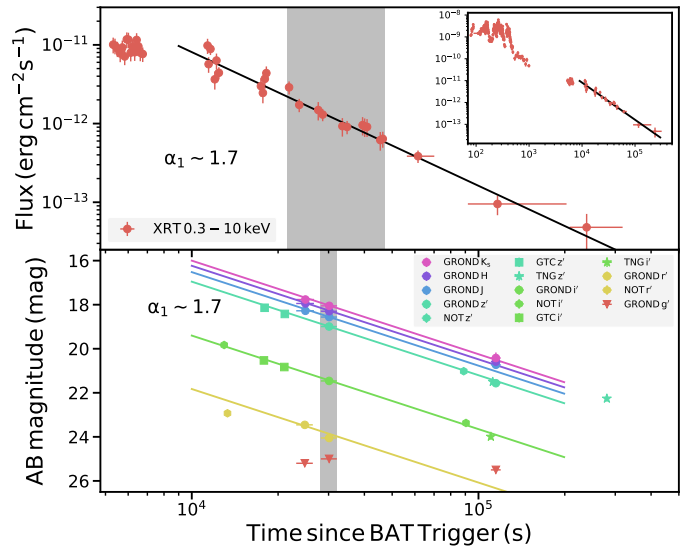 Flux (erg cm⁻²s⁻¹)
10⁻¹¹
10⁻¹²
10⁻¹³
α₁ ~ 1.7
XRT 0.3 − 10 keV
10⁻⁸
10⁻⁹
10⁻¹⁰
10⁻¹¹
10⁻¹²
10⁻¹³
10² 10³ 10⁴ 10⁵
AB magnitude (mag)
16
18
20
22
24
26
α₁ ~ 1.7
GROND Kₛ
GROND H
GROND J
GROND z′
NOT z′
GTC z′
TNG z′
GROND i′
NOT i′
GTC i′
TNG i′
GROND r′
NOT r′
GROND g′
10⁴ 10⁵
Time since BAT Trigger (s)